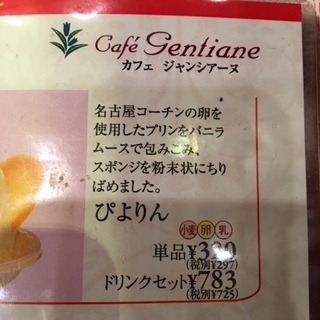 Café Gentiane
カフェ ジャンシアーヌ
名古屋コーチンの卵を
使用したプリンをバニラ
ムースで包みこみ、
スポンジを粉末状にちり
ばめました。
ぴよりん
小麦 卵 乳
単品 ¥320
(税別¥297)
ドリンクセット ¥783
(税別¥725)